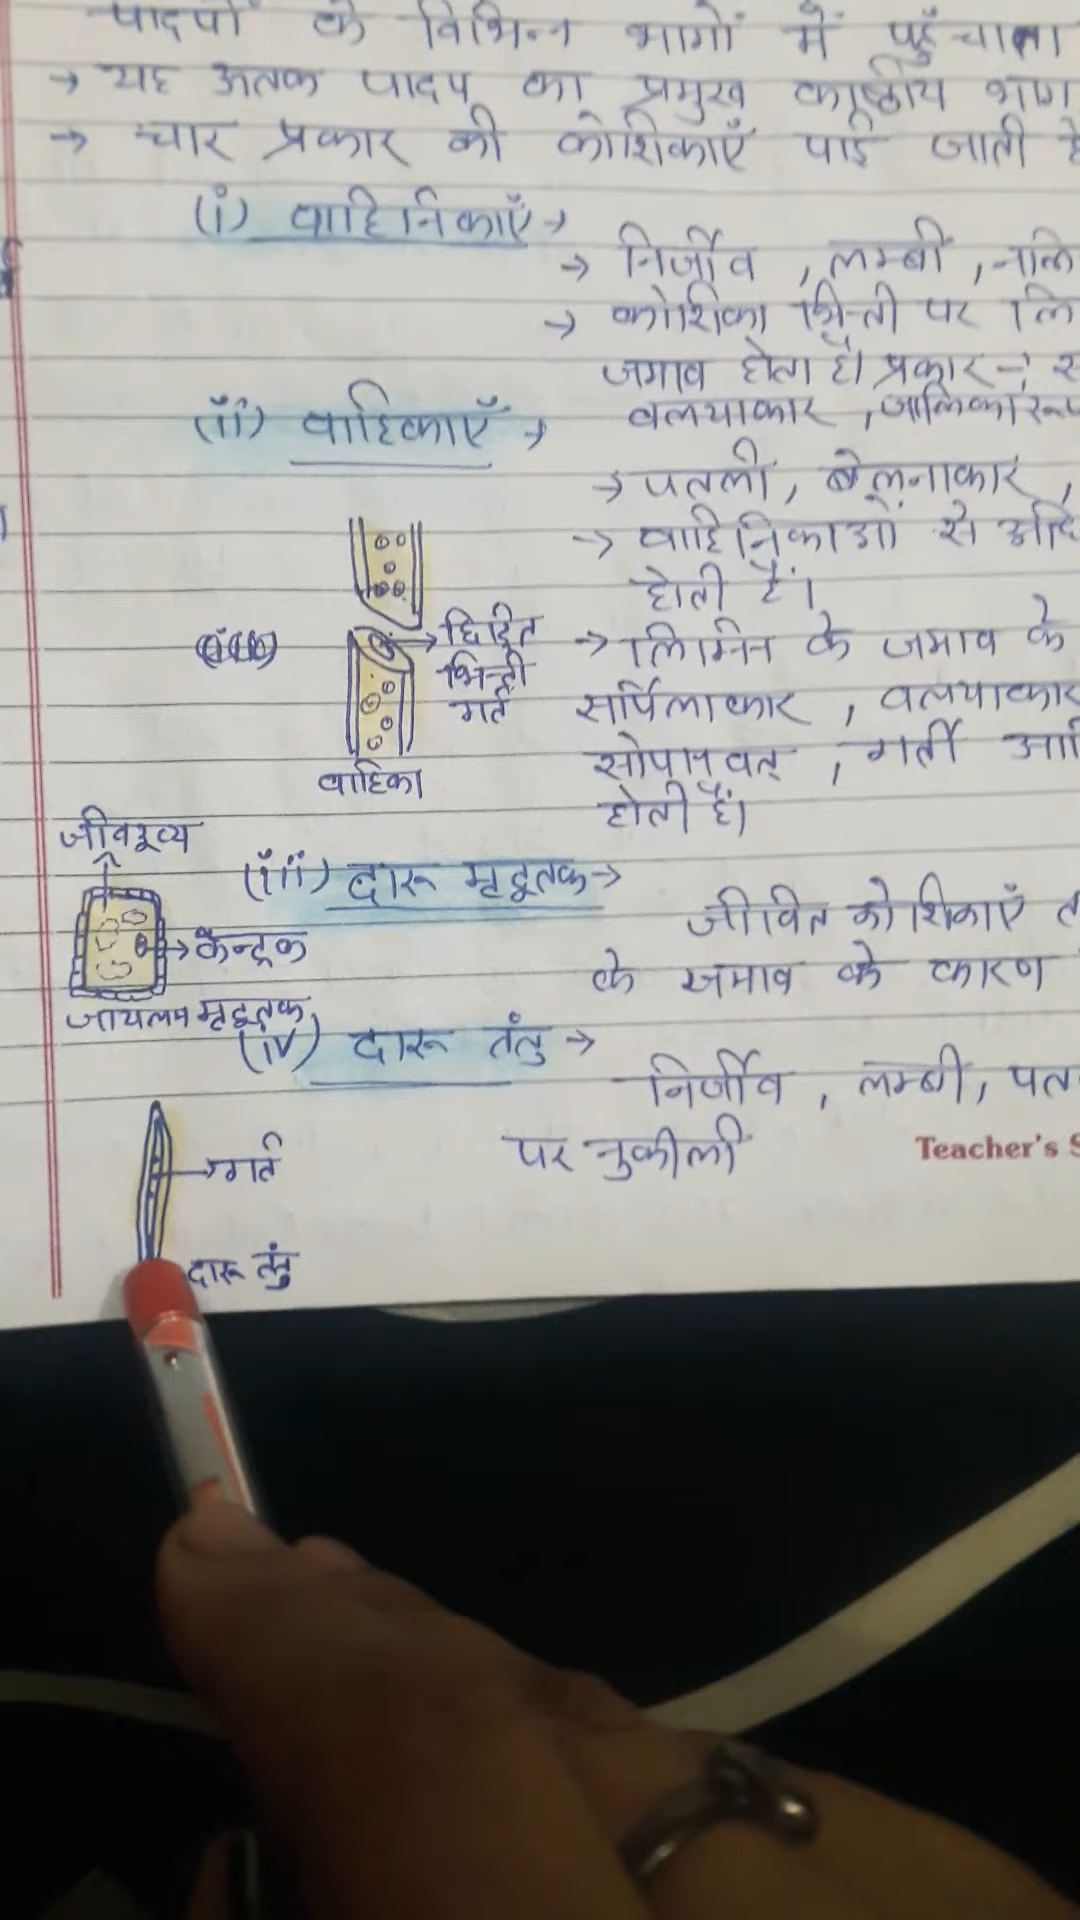 पादपों के विभिन्न भागों में पहुँचाना
→ यह ऊतक पादप का प्रमुख काष्ठीय भाग
→ चार प्रकार की कोशिकाएँ पाई जाती
(i) वाहिनिकाएँ →
→ निर्जीव, लम्बी,
→ कोशिका भित्ती पर
जमाव होता है। प्रकार →
(ii) वाहिकाएँ →
वलयाकार, जालिकारूप
→ पतली, बेलनाकार,
→ वाहिनिकाओं से
होती हैं।
छिद्रित
भित्ती
गर्त
वाहिका
→ लिग्निन के जमाव के
सर्पिलाकार, वलयाकार
सोपानवत्, गर्ती
होती हैं।
जीवद्रव्य
केन्द्रक
जायलम मृदुतक
(iii) दारू मृदुतक →
जीवित कोशिकाएँ
के जमाव के कारण
(iv) दारू तंतु →
निर्जीव, लम्बी,
पर नुकीली
गर्त
दारू तंतु
Teacher's